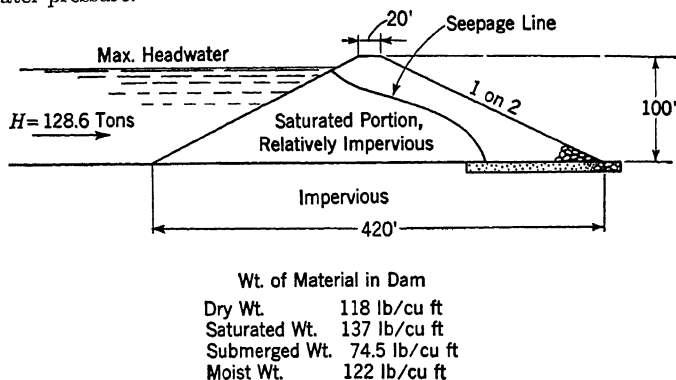 water pressure.
20'
Seepage Line
Max. Headwater
1 on 2
100'
H= 128.6 Tons
Saturated Portion,
Relatively Impervious
Impervious
420'
Wt. of Material in Dam
Dry Wt. 118 lb/cu ft
Saturated Wt. 137 lb/cu ft
Submerged Wt. 74.5 lb/cu ft
Moist Wt. 122 lb/cu ft